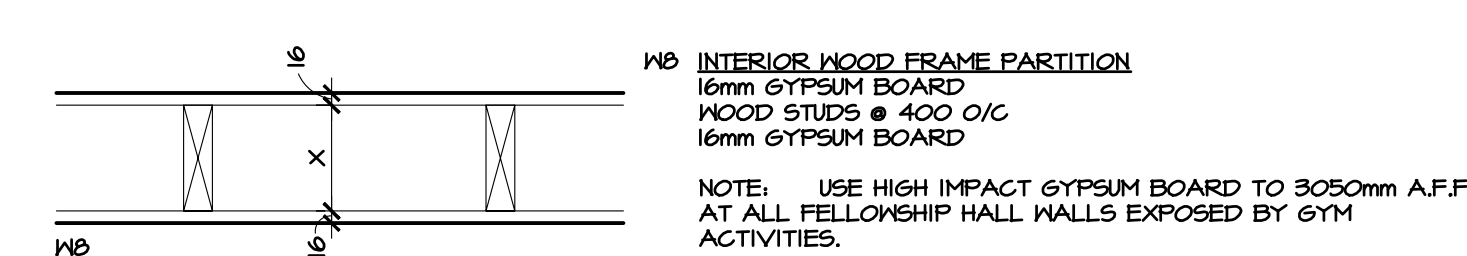 16
X
16
W8
W8 INTERIOR WOOD FRAME PARTITION
16mm GYPSUM BOARD
WOOD STUDS @ 400 O/C
16mm GYPSUM BOARD
NOTE: USE HIGH IMPACT GYPSUM BOARD TO 3050mm A.F.F
AT ALL FELLOWSHIP HALL WALLS EXPOSED BY GYM
ACTIVITIES.